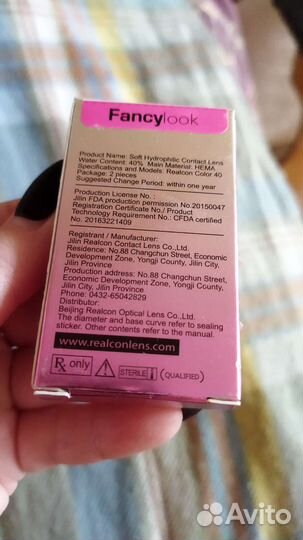 Fancylook
Product Name: Soft Hydrophilic Contact Lens
Water Content: 40% Main Material: HEMA
Specifications and Models: Realcon Color 40
Package: 2 pieces
Suggested Change Period: within one year
Production License No. :
Jilin FDA production permission No.20150047
Registration Certificate No./ Product
Technology Requirement No.: CFDA certified
No. 20163221409
Registrant / Manufacturer:
Jilin Realcon Contact Lens Co.,Ltd.
Residence: No.88 Changchun Street, Economic
Development Zone, Yongji County, Jilin City,
Jilin Province
Production address: No.88 Changchun Street,
Economic Development Zone, Yongji County,
Jilin City, Jilin Province
Phone: 0432-65042829
Distributor:
Beijing Realcon Optical Lens Co.,Ltd.
The diameter and base curve refer to sealing
sticker. Other contents refer to the manual.
www.realconlens.com
Rx only
STERILE
(QUALIFIED)
Avito